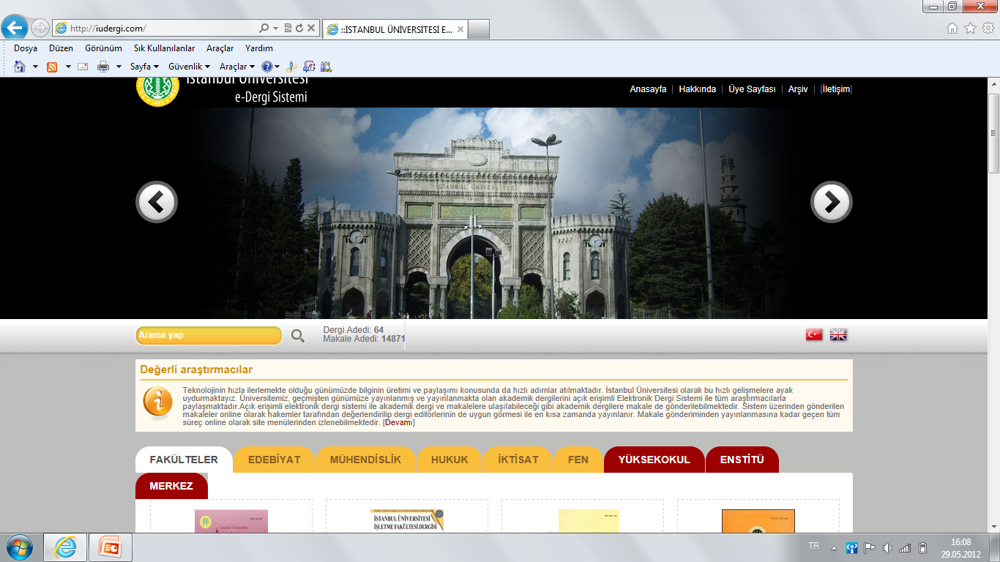 http://iudergi.com/
::İSTANBUL ÜNİVERSİTESİ E...
Dosya Düzen Görünüm Sık Kullanılanlar Araçlar Yardım
Sayfa Güvenlik Araçlar
İstanbul Üniversitesi
e-Dergi Sistemi
Anasayfa | Hakkında | Üye Sayfası | Arşiv | [İletişim]
İSTANBUL ÜNİVERSİTESİ
Arama yap
Dergi Adedi: 64
Makale Adedi: 14871
Değerli araştırmacılar
Teknolojinin hızla ilerlemekte olduğu günümüzde bilginin üretimi ve paylaşımı konusunda da hızlı adımlar atılmaktadır. İstanbul Üniversitesi olarak bu hızlı gelişmelere ayak
uydurmaktayız. Üniversitemiz, geçmişten günümüze yayınlanmış ve yayınlanmakta olan akademik dergilerini açık erişimli Elektronik Dergi Sistemi ile tüm araştırmacılarla
paylaşmaktadır.Açık erişimli elektronik dergi sistemi ile akademik dergi ve makalelere ulaşılabileceği gibi akademik dergilere makale de gönderilebilmektedir. Sistem üzerinden gönderilen
makaleler online olarak hakemler tarafından değerlendirilip dergi editörlerinin de uygun görmesi ile en kısa zamanda yayınlanır. Makale gönderiminden yayınlanmasına kadar geçen tüm
süreç online olarak site menülerinden izlenebilmektedir. [Devamı]
FAKÜLTELER EDEBİYAT MÜHENDİSLİK HUKUK İKTİSAT FEN YÜKSEKOKUL ENSTİTÜ
MERKEZ
İSTANBUL ÜNİVERSİTESİ
İŞLETME FAKÜLTESİ DERGİSİ
TR
16:08
29.05.2012